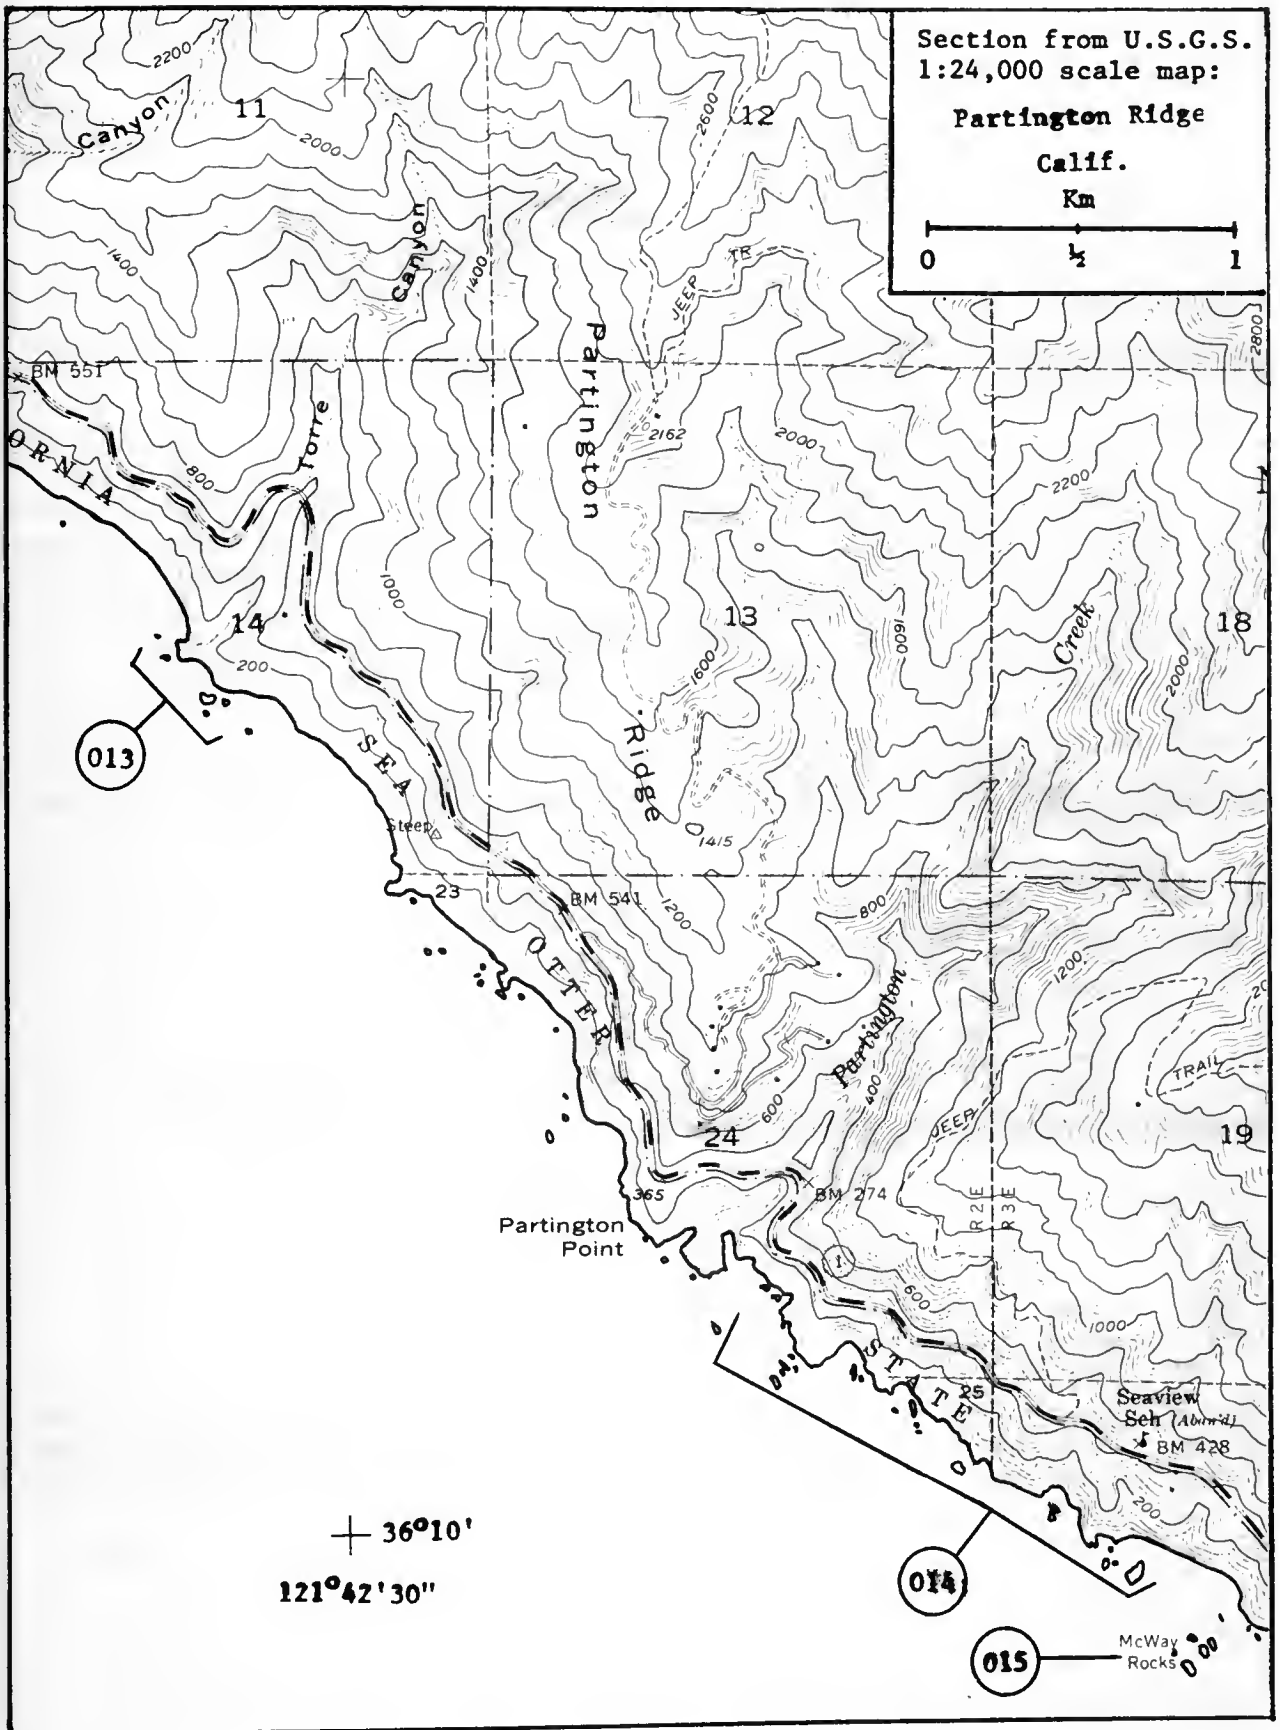 Section from U.S.G.S.
1:24,000 scale map:
Partington Ridge
Calif.
Km
0 ½ 1
2200
Canyon
11
2000
2600
12
1400
Canyon
1400
JEEP TR
2800
BM 551
Partington
2162
2000
ORNIA
Torre
800
2200
1000
14
13
1600
Creek
18
200
1600
2000
013
SEA
Ridge
Steep
1415
23
BM 541
1200
800
OTTER
1200
Partington
400
TRAIL
600
24
JEEP
19
365
BM 274
R2E
R3E
Partington
Point
1
600
1000
STATE
25
Seaview
Sch (Aban'd)
BM 428
200
36°10'
121°42'30"
014
015
McWay
Rocks